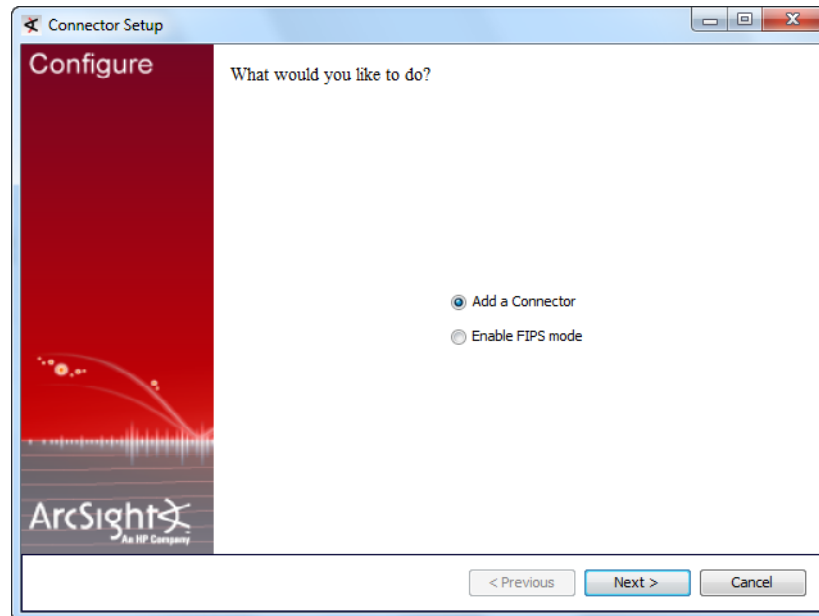 Connector Setup
Configure
What would you like to do?
Add a Connector
Enable FIPS mode
ArcSight
An HP Company
< Previous
Next >
Cancel